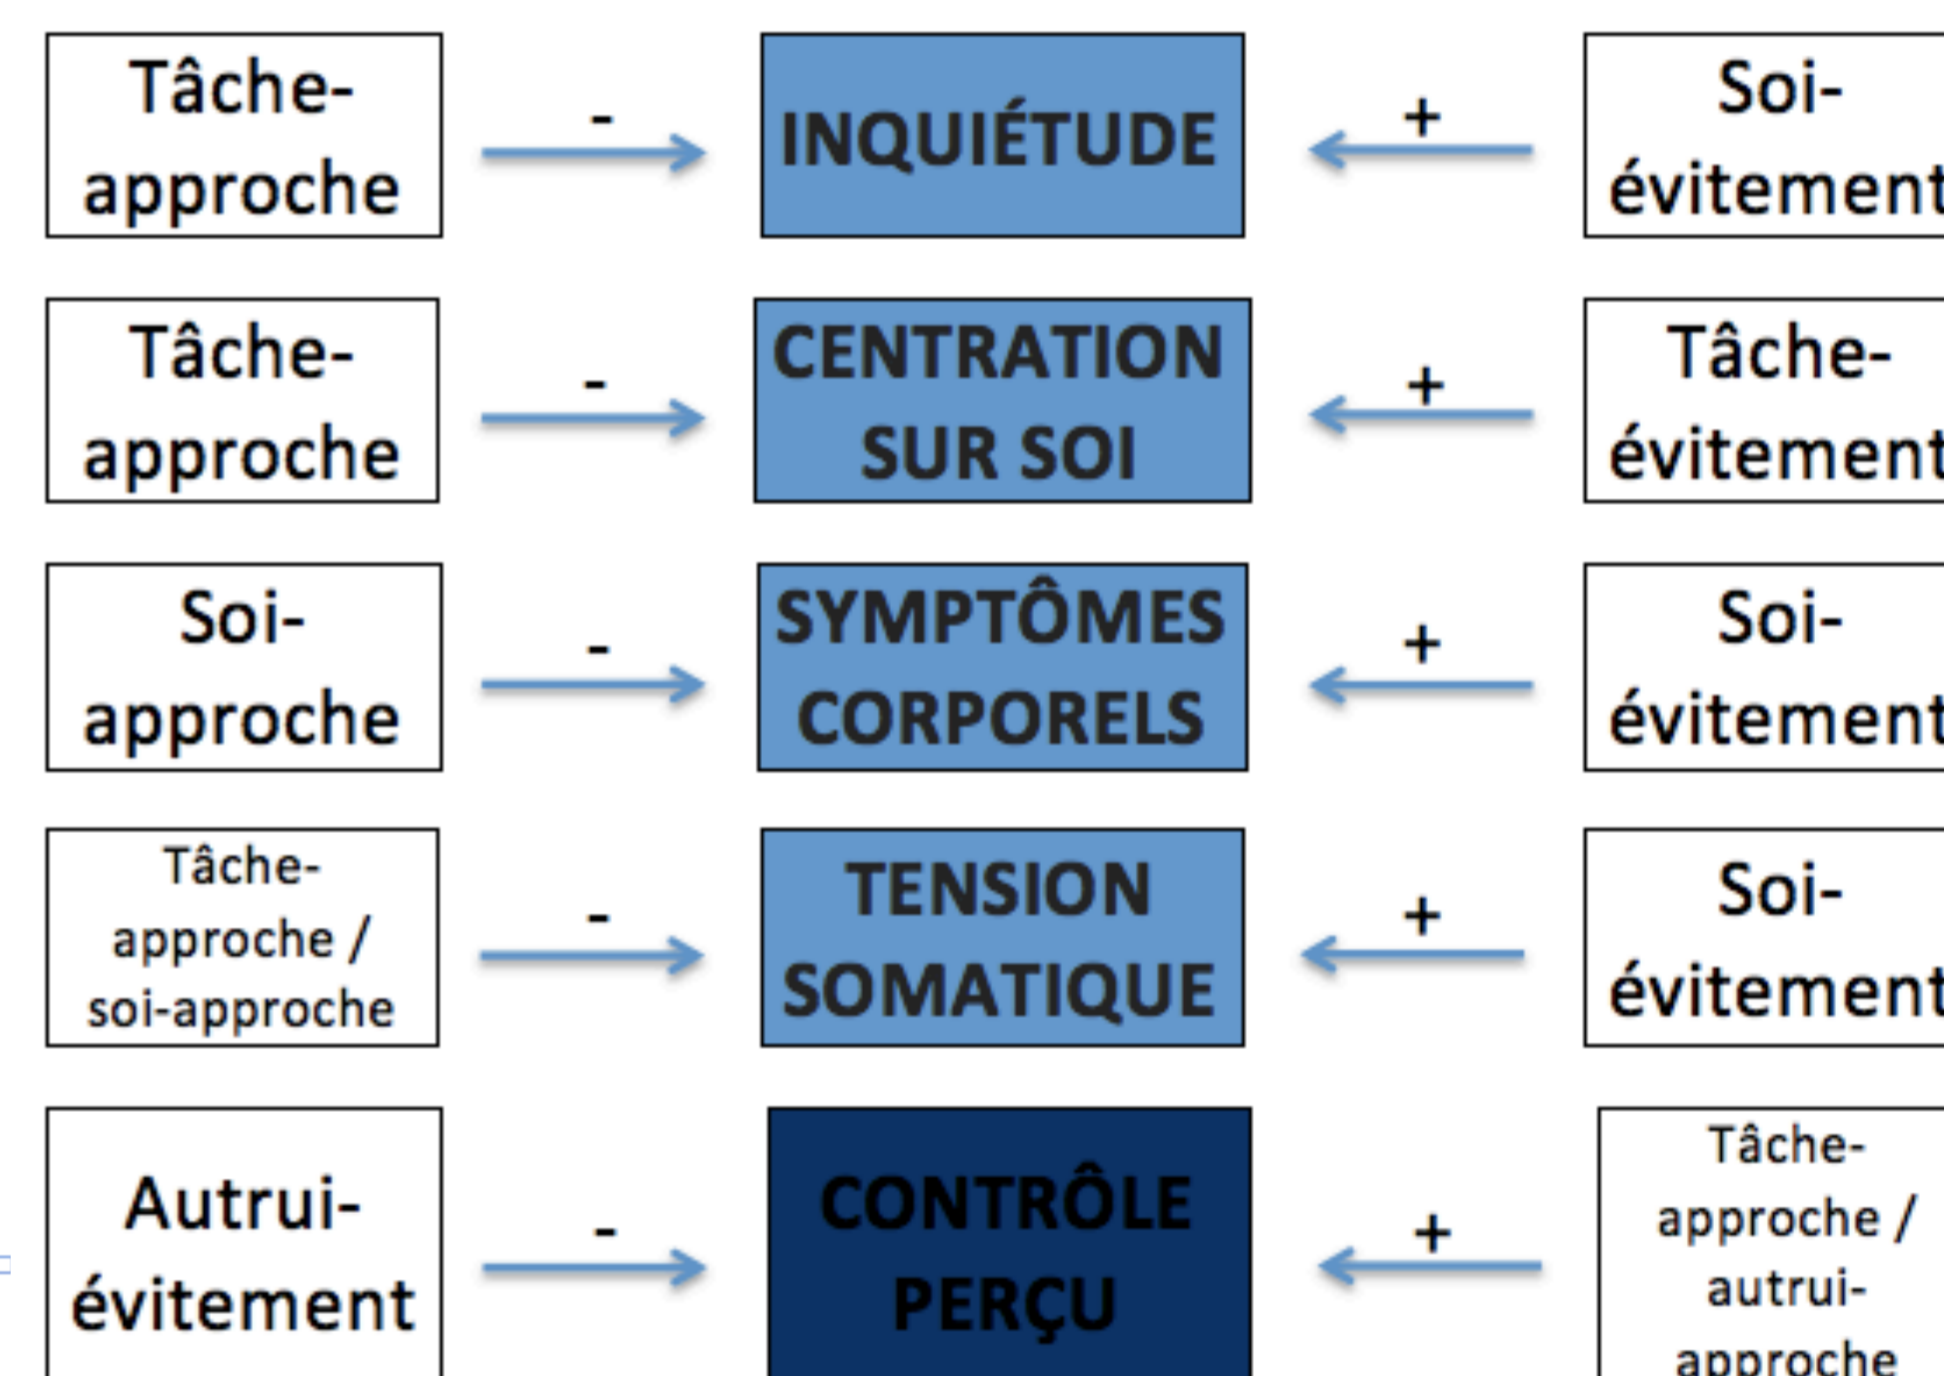 Tâche-
approche
-
INQUIÉTUDE
+
Soi-
évitement
Tâche-
approche
-
CENTRATION
SUR SOI
+
Tâche-
évitement
Soi-
approche
-
SYMPTÔMES
CORPORELS
+
Soi-
évitement
Tâche-
approche /
soi-approche
-
TENSION
SOMATIQUE
+
Soi-
évitement
Autrui-
évitement
-
CONTRÔLE
PERÇU
+
Tâche-
approche /
autrui-
approche